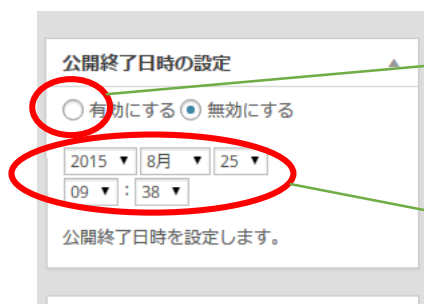 公開終了日時の設定
有効にする 無効にする
2015 8月 25
09 : 38
公開終了日時を設定します。